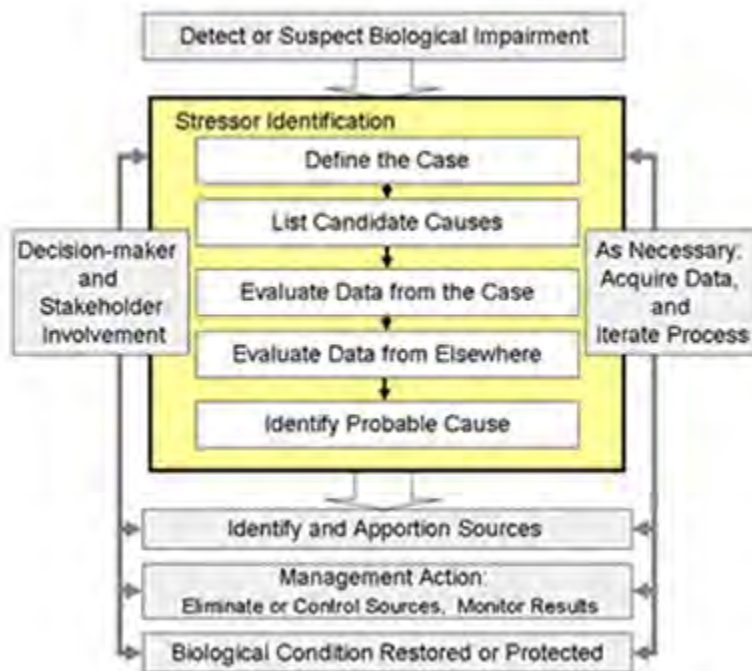 Detect or Suspect Biological Impairment
Stressor Identification
Define the Case
List Candidate Causes
Evaluate Data from the Case
Evaluate Data from Elsewhere
Identify Probable Cause
Decision-maker
and
Stakeholder
Involvement
As Necessary:
Acquire Data,
and
Iterate Process
Identify and Apportion Sources
Management Action:
Eliminate or Control Sources, Monitor Results
Biological Condition Restored or Protected